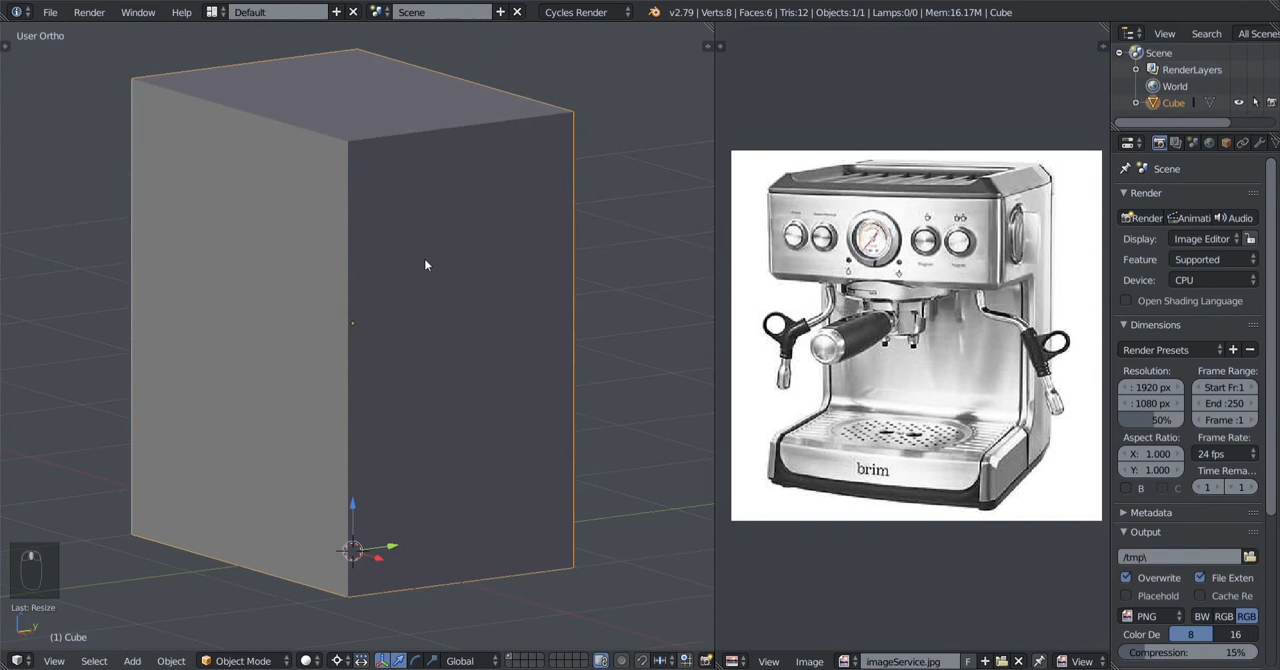 File Render Window Help Default Scene Cycles Render v2.79 | Verts:8 | Faces:6 | Tris:12 | Objects:1/1 | Lamps:0/0 | Mem:16.17M | Cube
User Ortho
View Search All Scenes
Scene
RenderLayers
World
Cube
Scene
Render
Render Animati Audio
Display: Image Editor
Feature Supported
Device: CPU
Open Shading Language
Dimensions
Render Presets
Resolution: Frame Range:
: 1920 px Start Fr:1
: 1080 px End :250
50% Frame :1
Aspect Ratio: Frame Rate:
X: 1.000 24 fps
Y: 1.000 Time Rema...
B C 1 1
Metadata
Output
/tmp\
Overwrite File Exten
Placehold Cache Re
PNG BW RGB RGB
Color De 8 16
Compression: 15%
brim
Last: Resize
y
(1) Cube
View Select Add Object Object Mode Global
View Image imageService.jpg F View